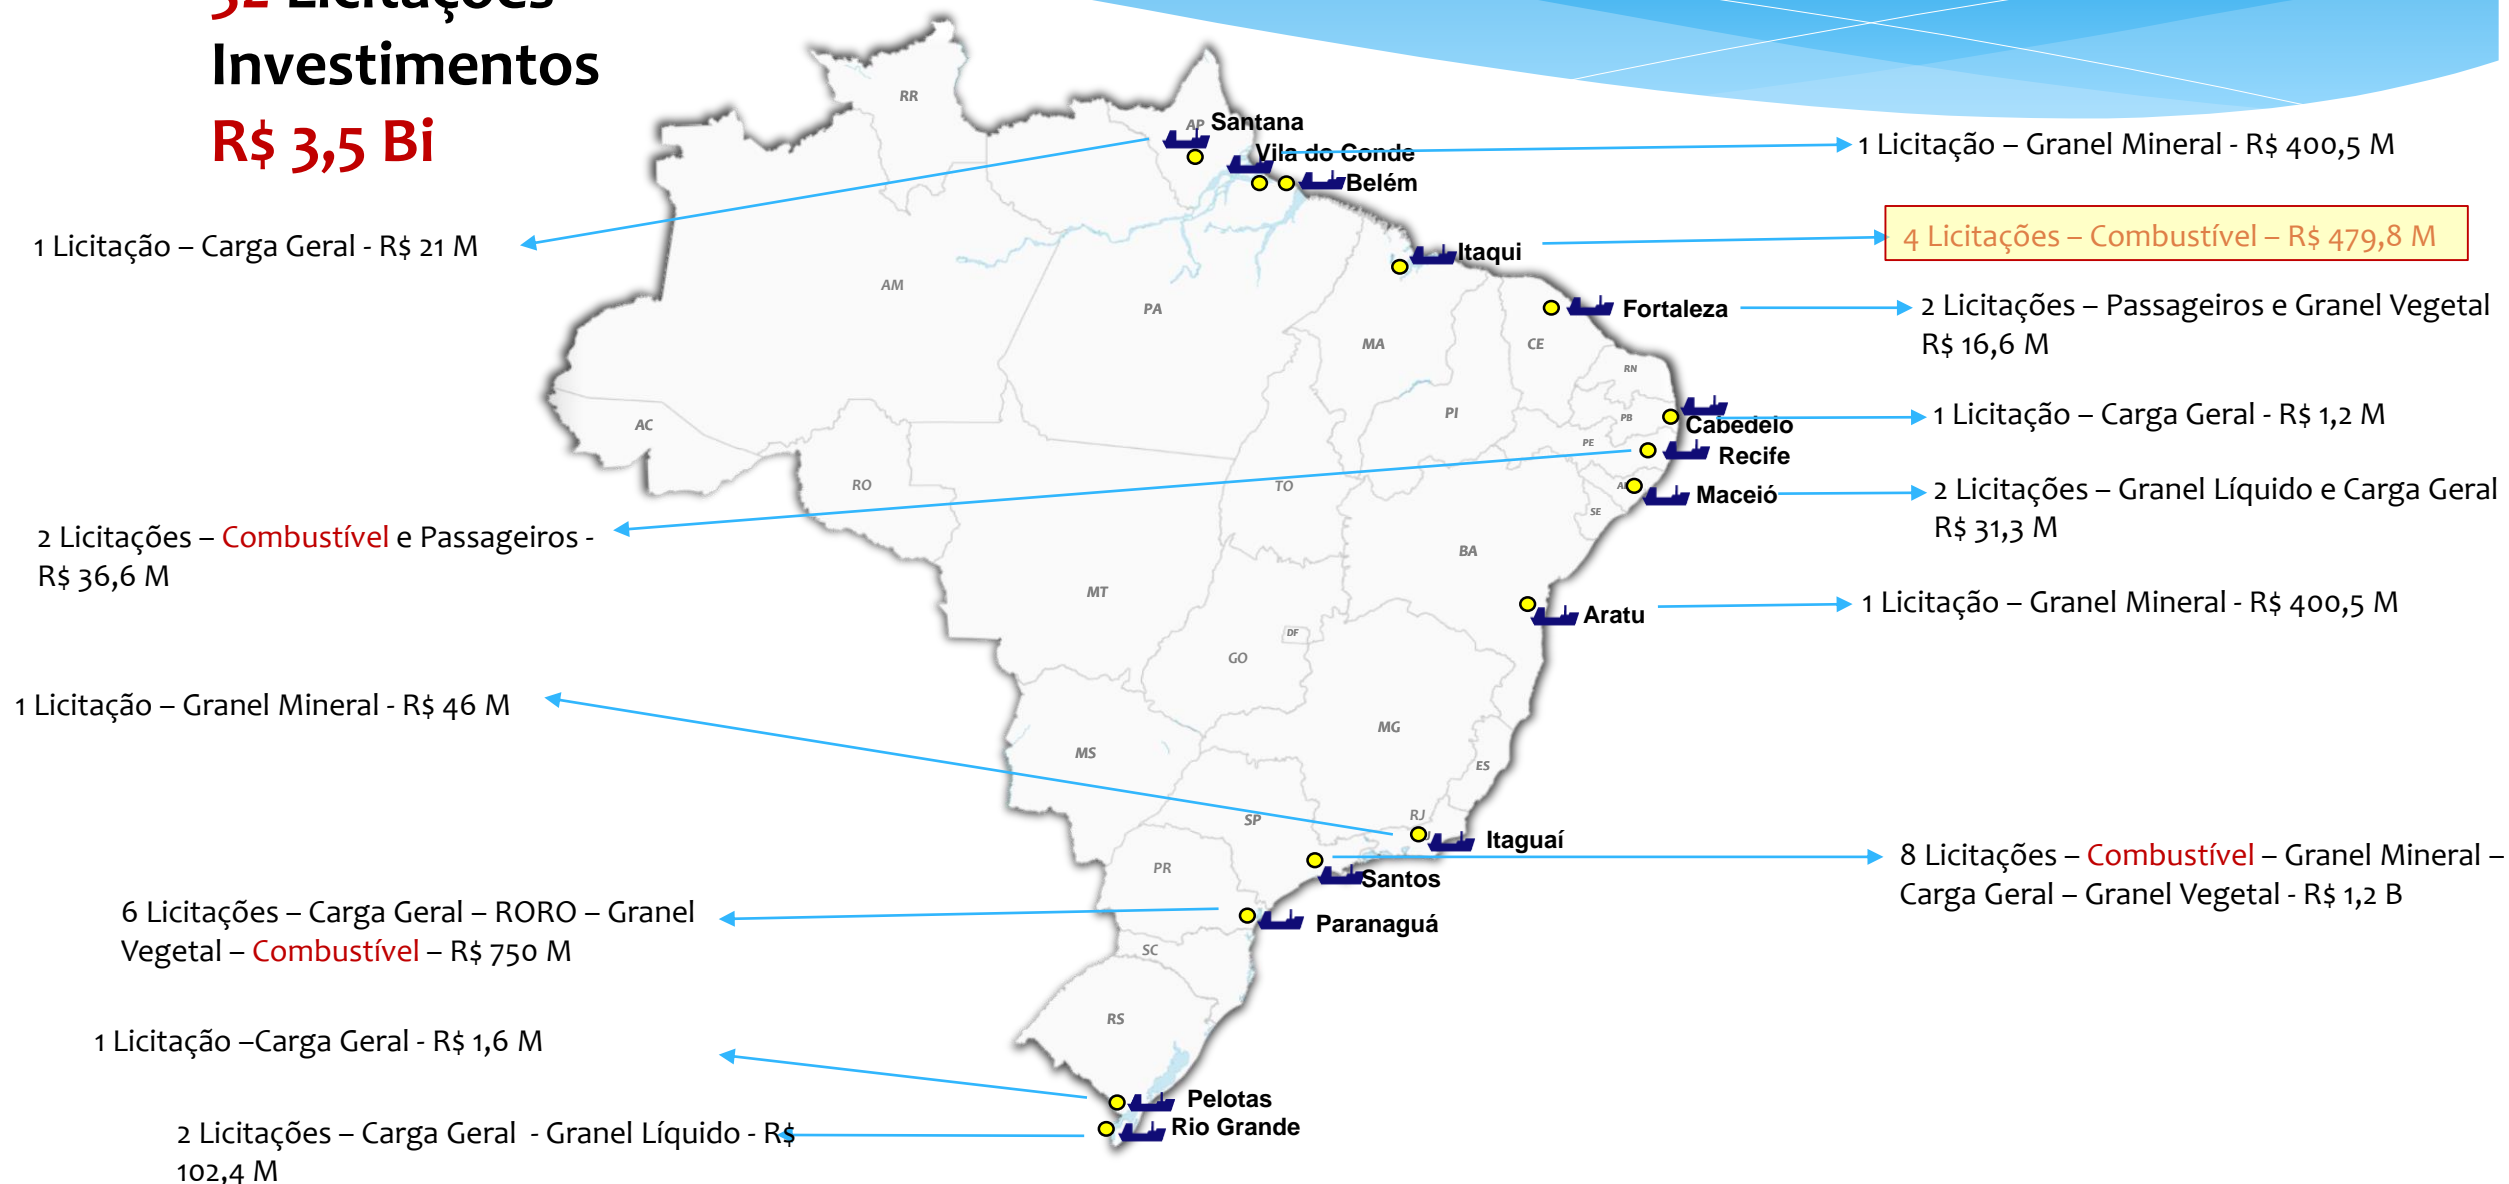 32 Licitações
Investimentos
R$ 3,5 Bi
RR
AP
Santana
Vila do Conde
Belém
1 Licitação – Granel Mineral - R$ 400,5 M
1 Licitação – Carga Geral - R$ 21 M
Itaqui
4 Licitações – Combustível – R$ 479,8 M
AM
PA
MA
CE
Fortaleza
2 Licitações – Passageiros e Granel Vegetal
R$ 16,6 M
RN
PB
PI
PE
AC
Cabedelo
1 Licitação – Carga Geral - R$ 1,2 M
Recife
RO
TO
SE
Maceió
2 Licitações – Granel Líquido e Carga Geral
R$ 31,3 M
2 Licitações – Combustível e Passageiros -
R$ 36,6 M
BA
MT
Aratu
1 Licitação – Granel Mineral - R$ 400,5 M
DF
GO
1 Licitação – Granel Mineral - R$ 46 M
MG
MS
ES
RJ
SP
Itaguaí
Santos
8 Licitações – Combustível – Granel Mineral –
Carga Geral – Granel Vegetal - R$ 1,2 B
PR
Paranaguá
6 Licitações – Carga Geral – RORO – Granel
Vegetal – Combustível – R$ 750 M
SC
RS
1 Licitação –Carga Geral - R$ 1,6 M
Pelotas
Rio Grande
2 Licitações – Carga Geral - Granel Líquido - R$
102,4 M